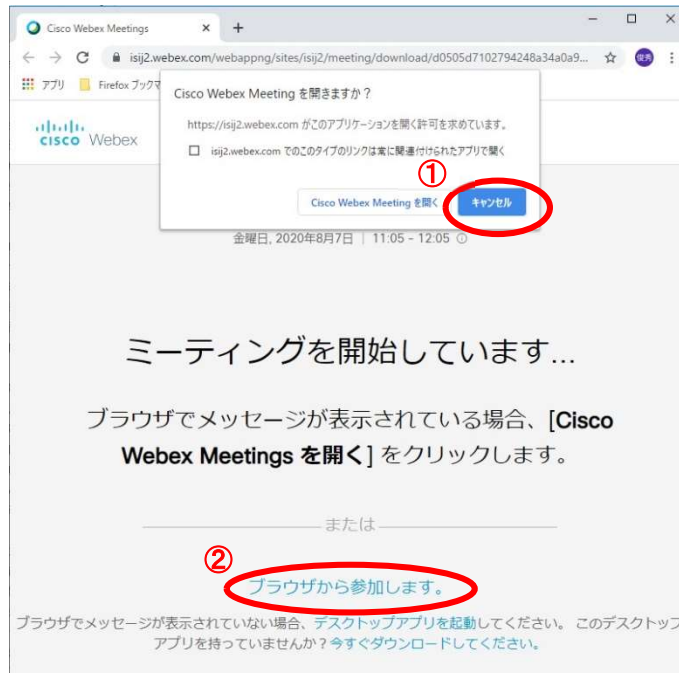 Cisco Webex Meetings
isij2.webex.com/webappng/sites/isij2/meeting/download/d0505d7102794248a34a0a9...
俊秀
アプリ Firefox ブックマ
Cisco Webex Meeting を開きますか？
https://isij2.webex.com がこのアプリケーションを開く許可を求めています。
isij2.webex.com でのこのタイプのリンクは常に関連付けられたアプリで開く
①
Cisco Webex Meeting を開く キャンセル
CISCO Webex
金曜日, 2020年8月7日 | 11:05 - 12:05
ミーティングを開始しています...
ブラウザでメッセージが表示されている場合、[Cisco
Webex Meetings を開く] をクリックします。
または
②
ブラウザから参加します。
ブラウザでメッセージが表示されていない場合、デスクトップアプリを起動してください。 このデスクトップ
アプリを持っていませんか？今すぐダウンロードしてください。